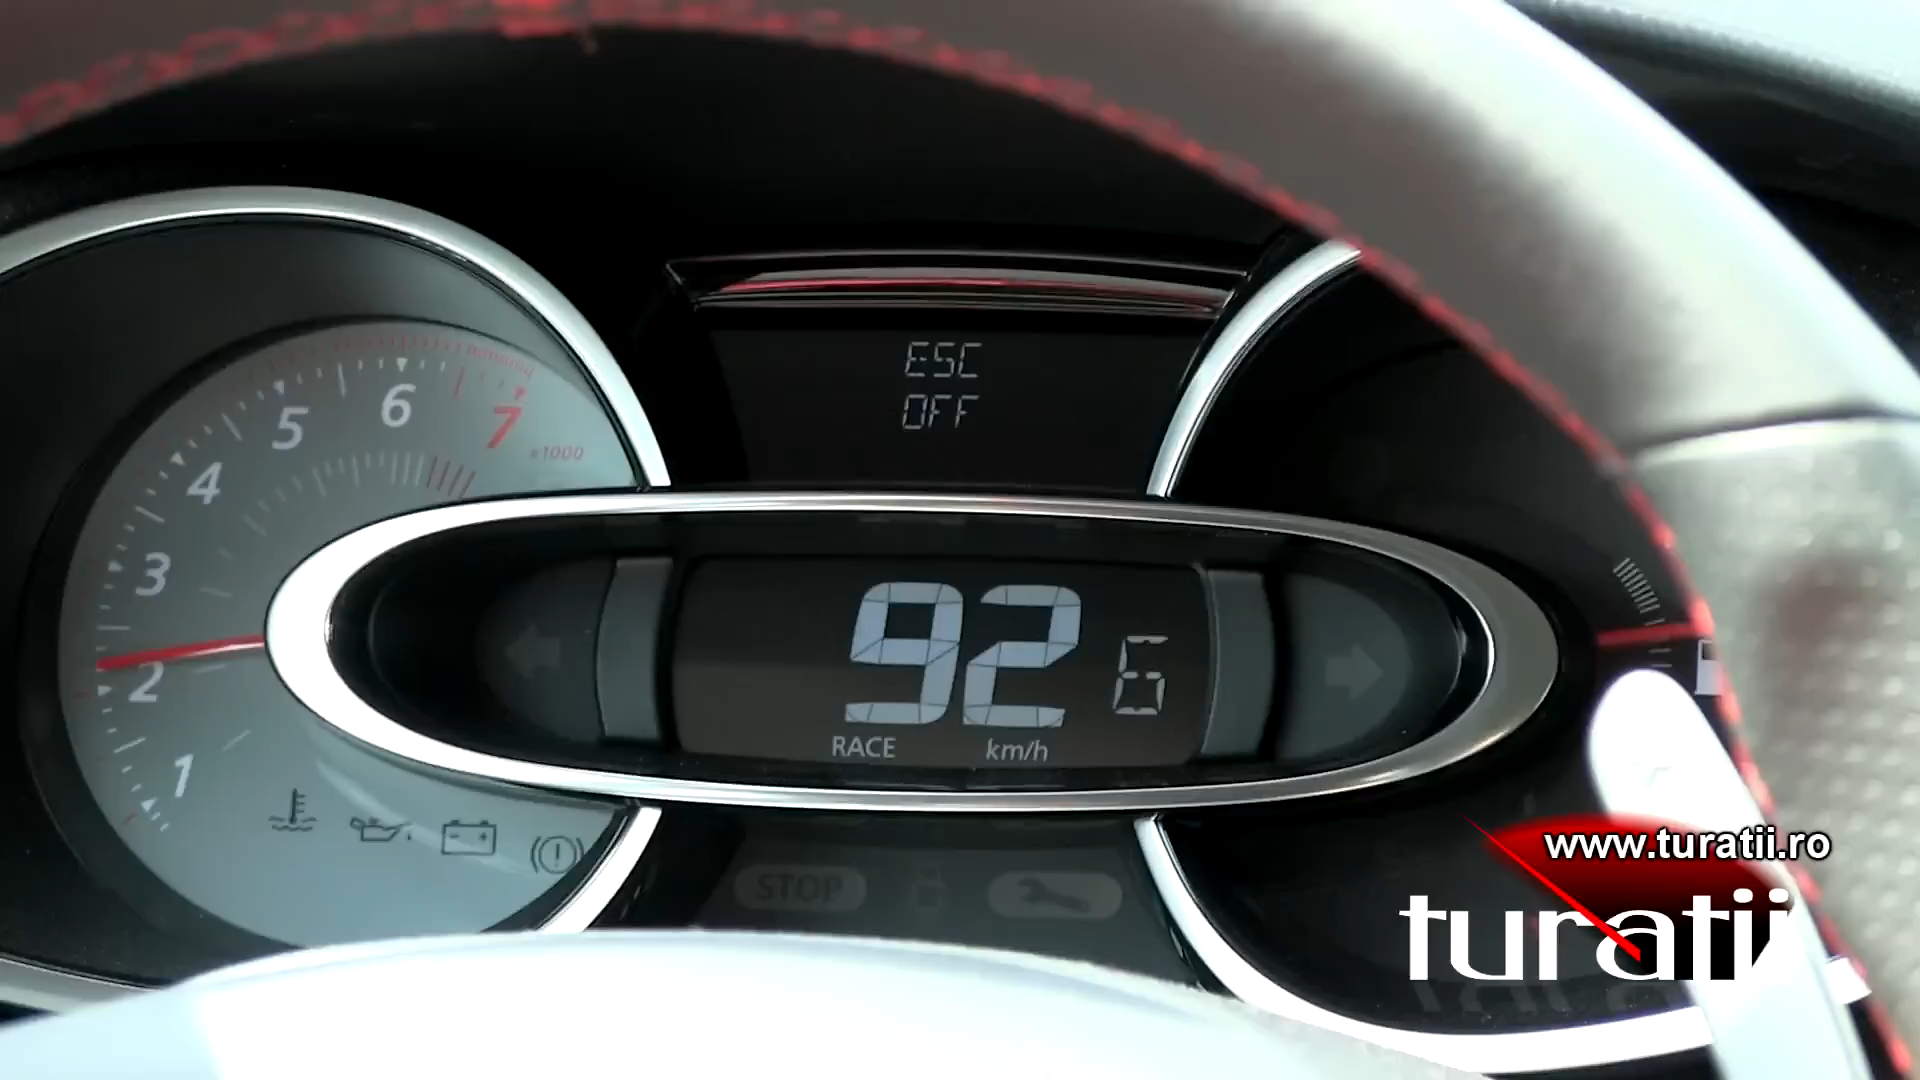 ESC
OFF
1
2
3
4
5
6
7
x1000
92 6
RACE km/h
STOP
www.turatii.ro
turatii